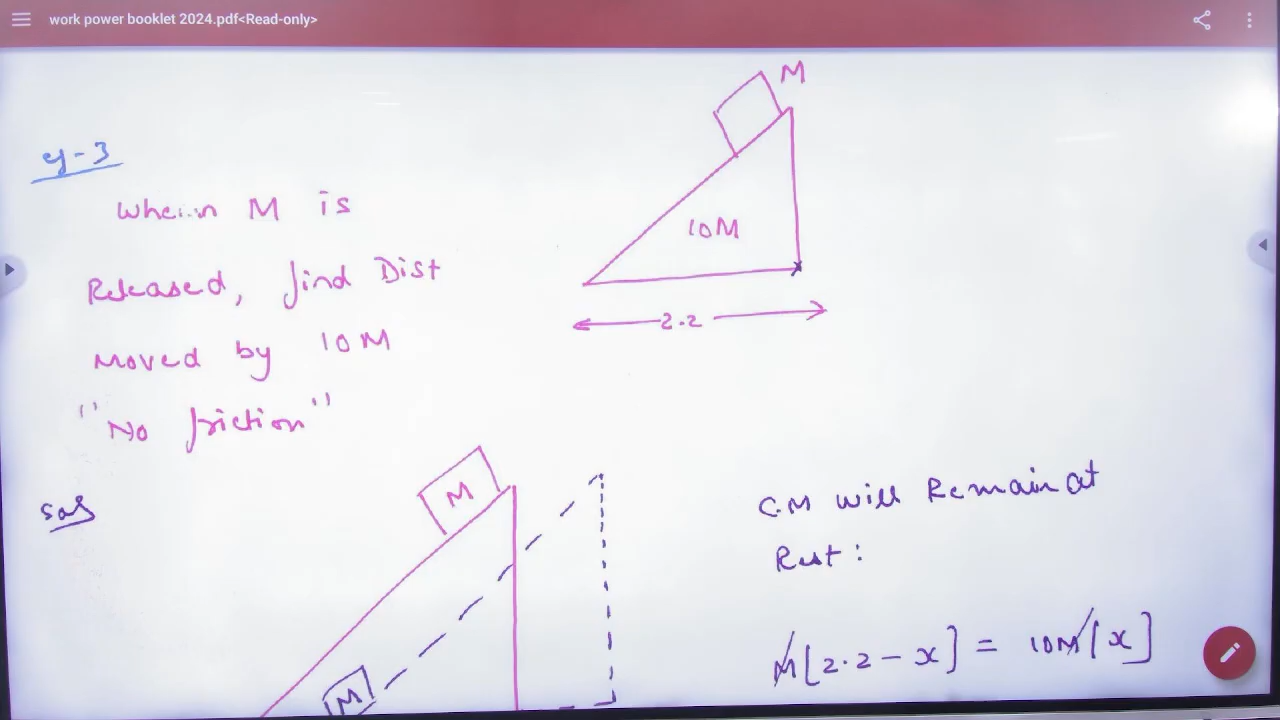 work power booklet 2024.pdf<Read-only>
M
eg-3
When M is
10M
Released, find Dist
2.2
moved by 10M
"No friction"
M
C.M will Remain at
Sol
Rest :
M[2.2-x] = 10M[x]
M